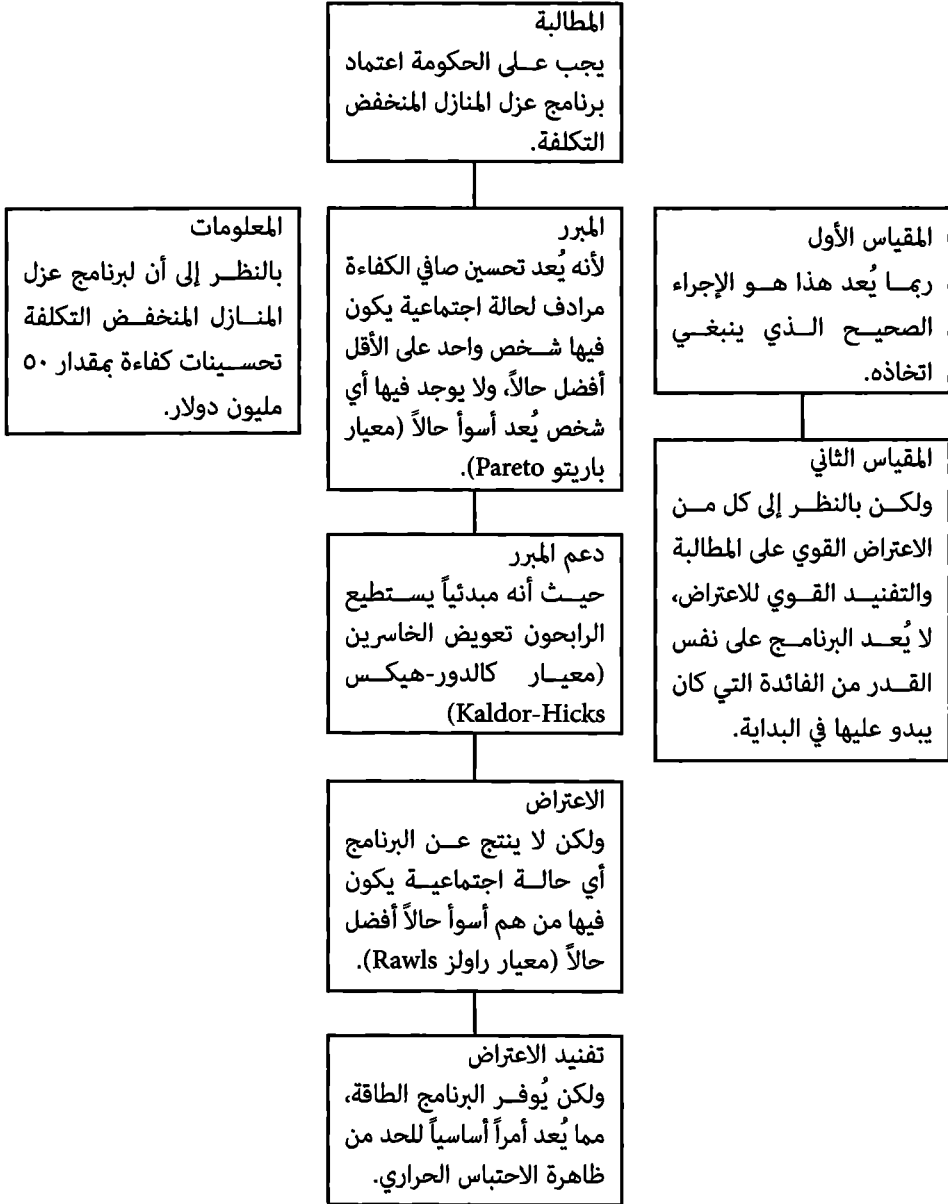 المطالبة
يجب على الحكومة اعتماد
برنامج عزل المنازل المنخفض
التكلفة.
المقياس الأول
ربما يُعد هذا هو الإجراء
الصحيح الذي ينبغي
اتخاذه.
المقياس الثاني
ولكن بالنظر إلى كل من
الاعتراض القوي على المطالبة
والتفنيد القوي للاعتراض،
لا يُعد البرنامج على نفس
القدر من الفائدة التي كان
يبدو عليها في البداية.
المبرر
لأنه يُعد تحسين صافي الكفاءة
مرادف لحالة اجتماعية يكون
فيها شخص واحد على الأقل
أفضل حالاً، ولا يوجد فيها أي
شخص يُعد أسوأ حالاً (معيار
باريتو Pareto).
المعلومات
بالنظر إلى أن لبرنامج عزل
المنازل المنخفض التكلفة
تحسينات كفاءة بمقدار ٥٠
مليون دولار.
دعم المبرر
حيث أنه مبدئياً يستطيع
الرابحون تعويض الخاسرين
(معيار كالدور-هيكس
Kaldor-Hicks)
الاعتراض
ولكن لا ينتج عن البرنامج
أي حالة اجتماعية يكون
فيها من هم أسوأ حالاً أفضل
حالاً (معيار راولز Rawls).
تفنيد الاعتراض
ولكن يُوفر البرنامج الطاقة،
مما يُعد أمراً أساسياً للحد من
ظاهرة الاحتباس الحراري.